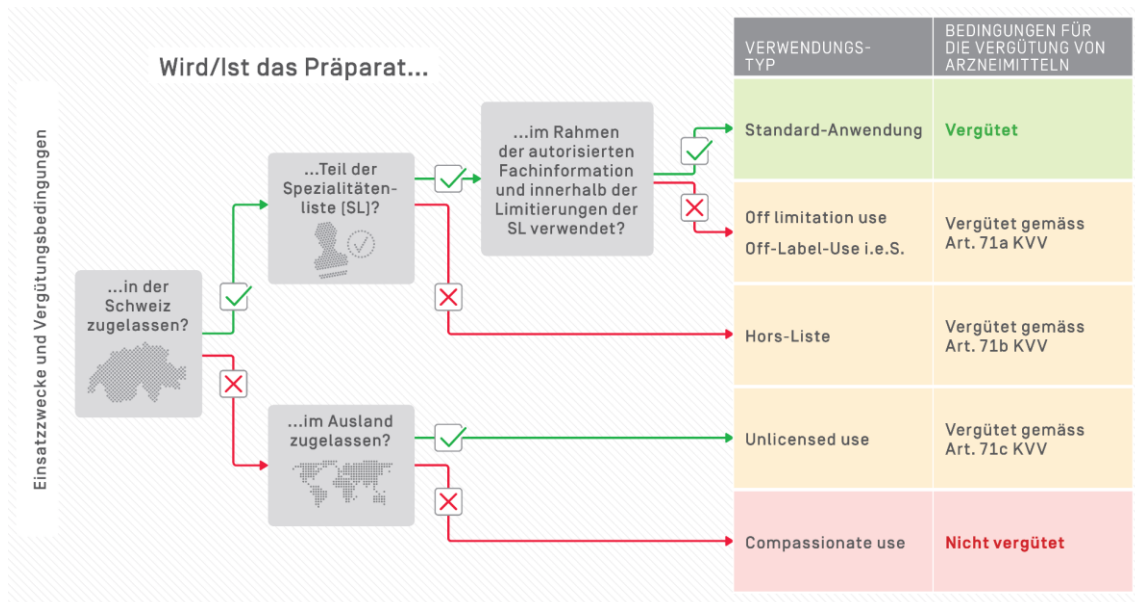 Einsatzzwecke und Vergütungsbedingungen
Wird/Ist das Präparat...
...in der
Schweiz
zugelassen?
...Teil der
Spezialitäten-
liste (SL)?
...im Rahmen
der autorisierten
Fachinformation
und innerhalb der
Limitierungen der
SL verwendet?
...im Ausland
zugelassen?
VERWENDUNGS-
TYP
BEDINGUNGEN FÜR
DIE VERGÜTUNG VON
ARZNEIMITTELN
Standard-Anwendung
Vergütet
Off limitation use
Off-Label-Use i.e.S.
Vergütet gemäss
Art. 71a KVV
Hors-Liste
Vergütet gemäss
Art. 71b KVV
Unlicensed use
Vergütet gemäss
Art. 71c KVV
Compassionate use
Nicht vergütet